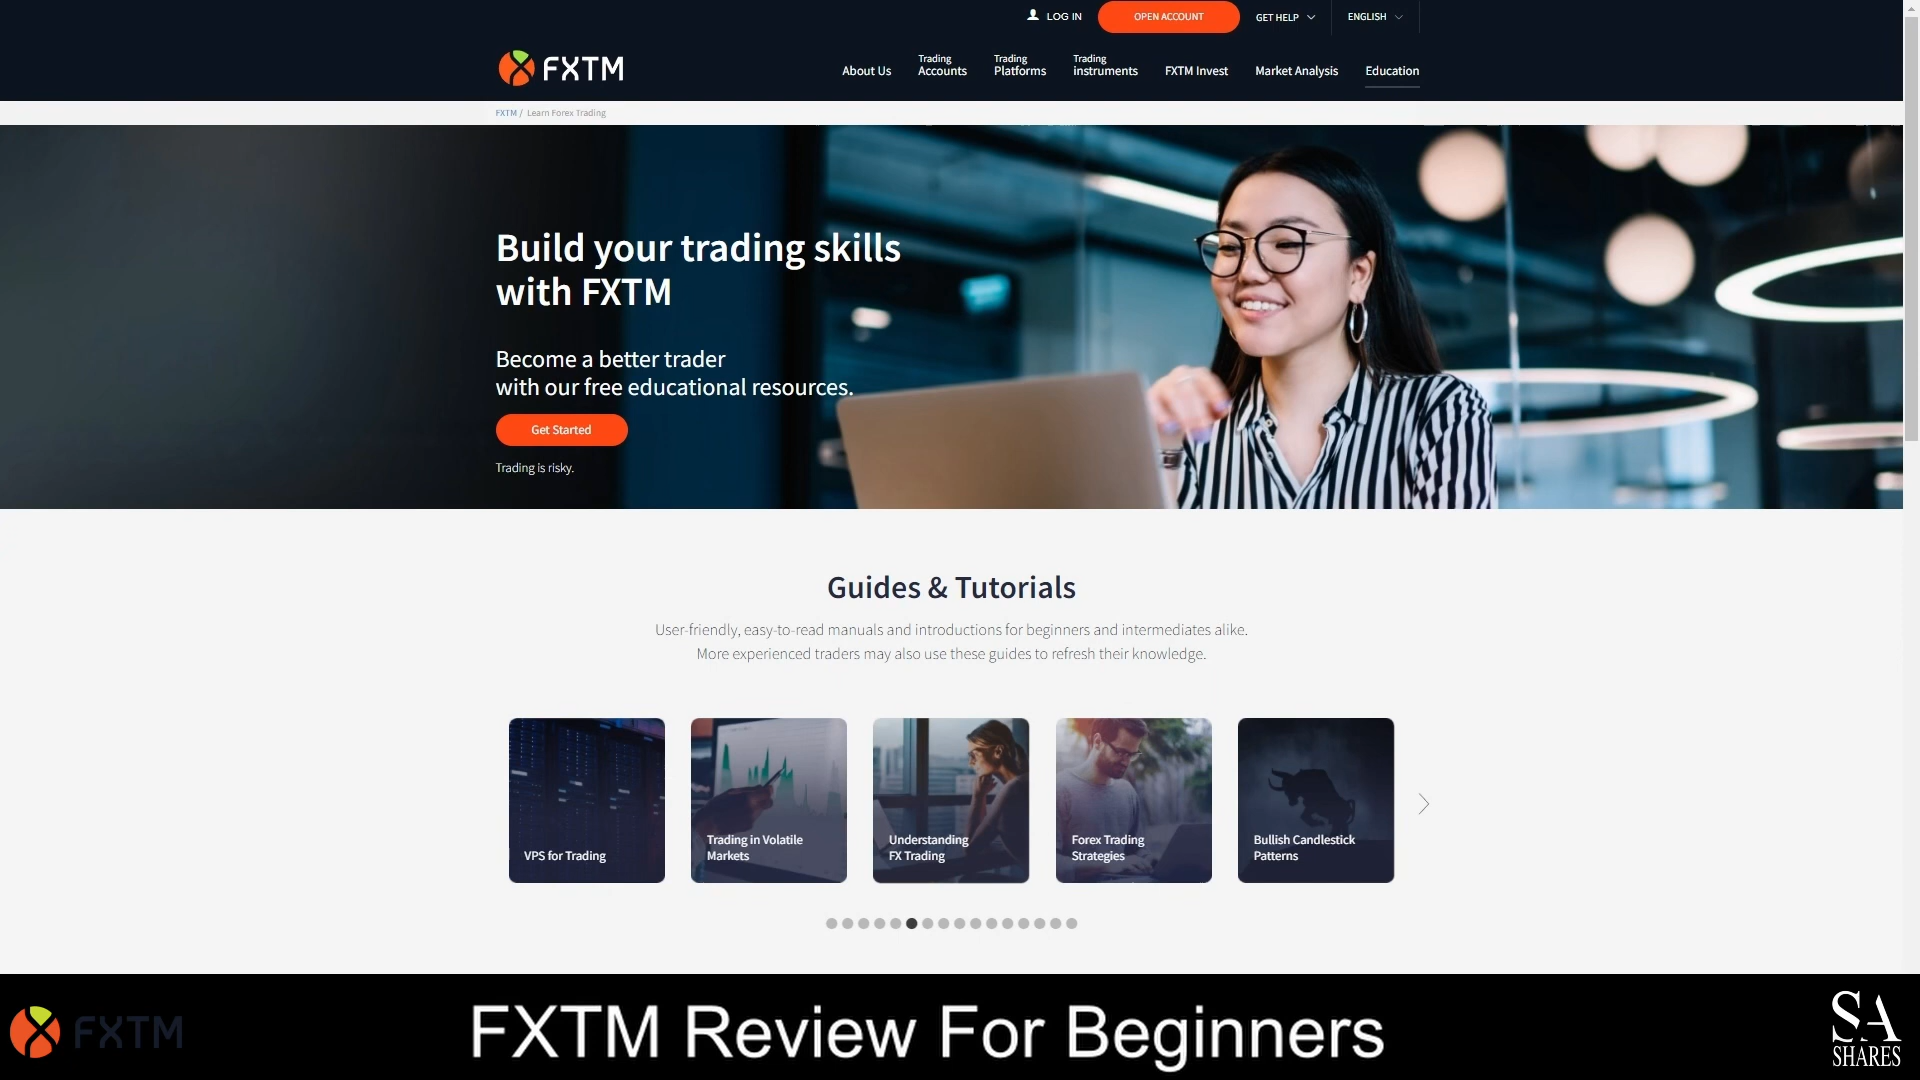 LOG IN
OPEN ACCOUNT
GET HELP
ENGLISH
FXTM
About Us
Trading
Accounts
Trading
Platforms
Trading
instruments
FXTM Invest
Market Analysis
Education
FXTM / Learn Forex Trading
Build your trading skills
with FXTM
Become a better trader
with our free educational resources.
Get Started
Trading is risky.
Guides & Tutorials
User-friendly, easy-to-read manuals and introductions for beginners and intermediates alike.
More experienced traders may also use these guides to refresh their knowledge.
VPS for Trading
Trading in Volatile
Markets
Understanding
FX Trading
Forex Trading
Strategies
Bullish Candlestick
Patterns
FXTM
FXTM Review For Beginners
SA
SHARES